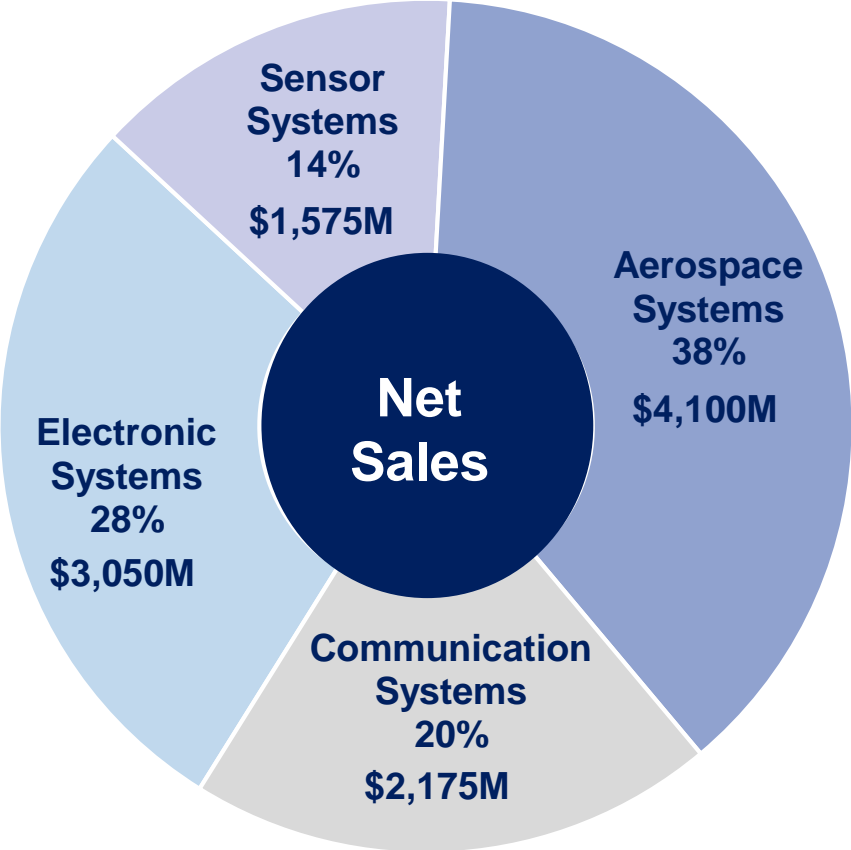 Sensor
Systems
14%
$1,575M
Aerospace
Systems
38%
$4,100M
Net
Sales
Electronic
Systems
28%
$3,050M
Communication
Systems
20%
$2,175M